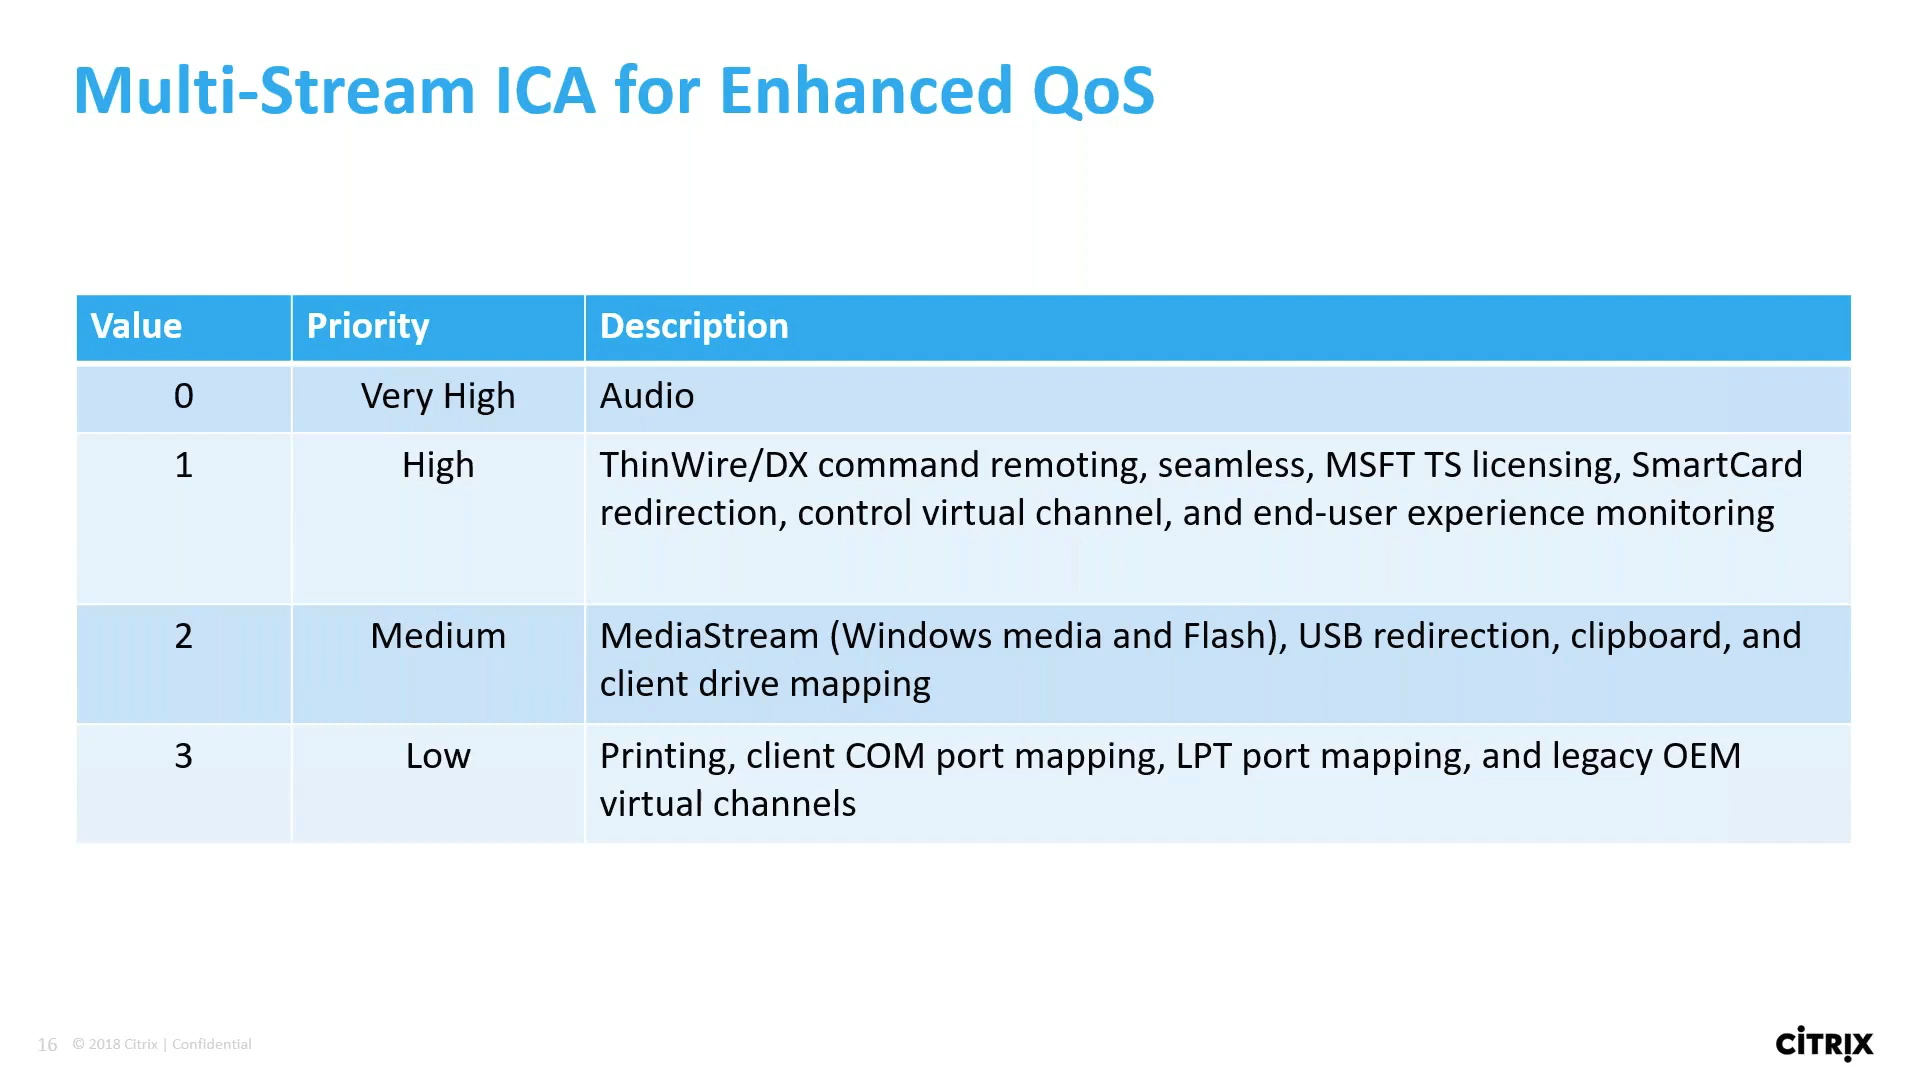 Multi-Stream ICA for Enhanced QoS
Value Priority Description
0 Very High Audio
1 High ThinWire/DX command remoting, seamless, MSFT TS licensing, SmartCard
redirection, control virtual channel, and end-user experience monitoring
2 Medium MediaStream (Windows media and Flash), USB redirection, clipboard, and
client drive mapping
3 Low Printing, client COM port mapping, LPT port mapping, and legacy OEM
virtual channels
16 © 2018 Citrix | Confidential
CITRIX